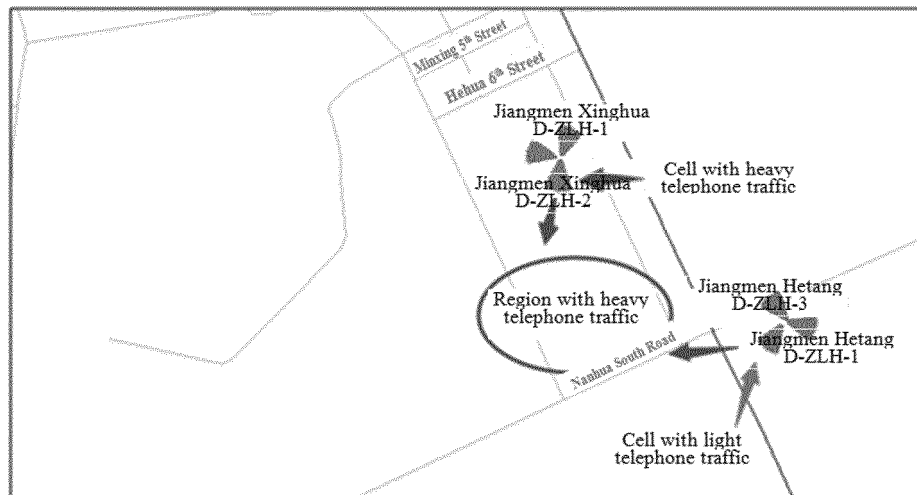 Minxing 5th Street
Hehua 6th Street
Jiangmen Xinghua
D-ZLH-1
Cell with heavy
telephone traffic
Jiangmen Xinghua
D-ZLH-2
Region with heavy
telephone traffic
Jiangmen Hetang
D-ZLH-3
Jiangmen Hetang
D-ZLH-1
Nanhua South Road
Cell with light
telephone traffic